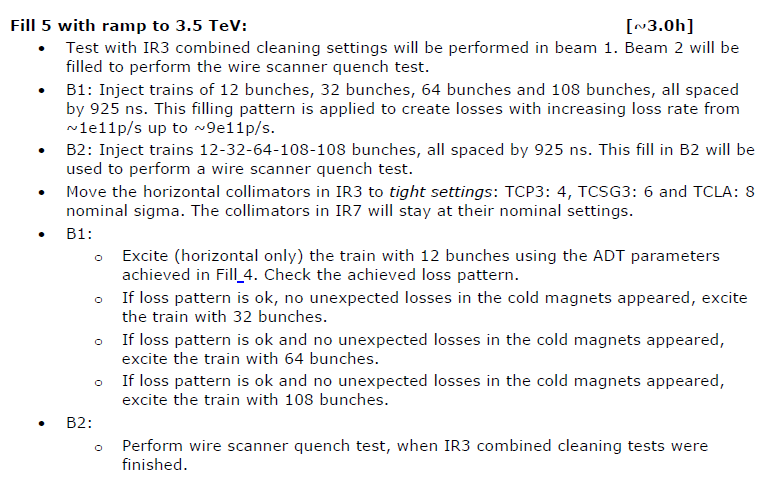 Fill 5 with ramp to 3.5 TeV: [~3.0h]
• Test with IR3 combined cleaning settings will be performed in beam 1. Beam 2 will be
filled to perform the wire scanner quench test.
• B1: Inject trains of 12 bunches, 32 bunches, 64 bunches and 108 bunches, all spaced
by 925 ns. This filling pattern is applied to create losses with increasing loss rate from
~1e11p/s up to ~9e11p/s.
• B2: Inject trains 12-32-64-108-108 bunches, all spaced by 925 ns. This fill in B2 will be
used to perform a wire scanner quench test.
• Move the horizontal collimators in IR3 to tight settings: TCP3: 4, TCSG3: 6 and TCLA: 8
nominal sigma. The collimators in IR7 will stay at their nominal settings.
• B1:
o Excite (horizontal only) the train with 12 bunches using the ADT parameters
achieved in Fill_4. Check the achieved loss pattern.
o If loss pattern is ok, no unexpected losses in the cold magnets appeared, excite
the train with 32 bunches.
o If loss pattern is ok and no unexpected losses in the cold magnets appeared,
excite the train with 64 bunches.
o If loss pattern is ok and no unexpected losses in the cold magnets appeared,
excite the train with 108 bunches.
• B2:
o Perform wire scanner quench test, when IR3 combined cleaning tests were
finished.